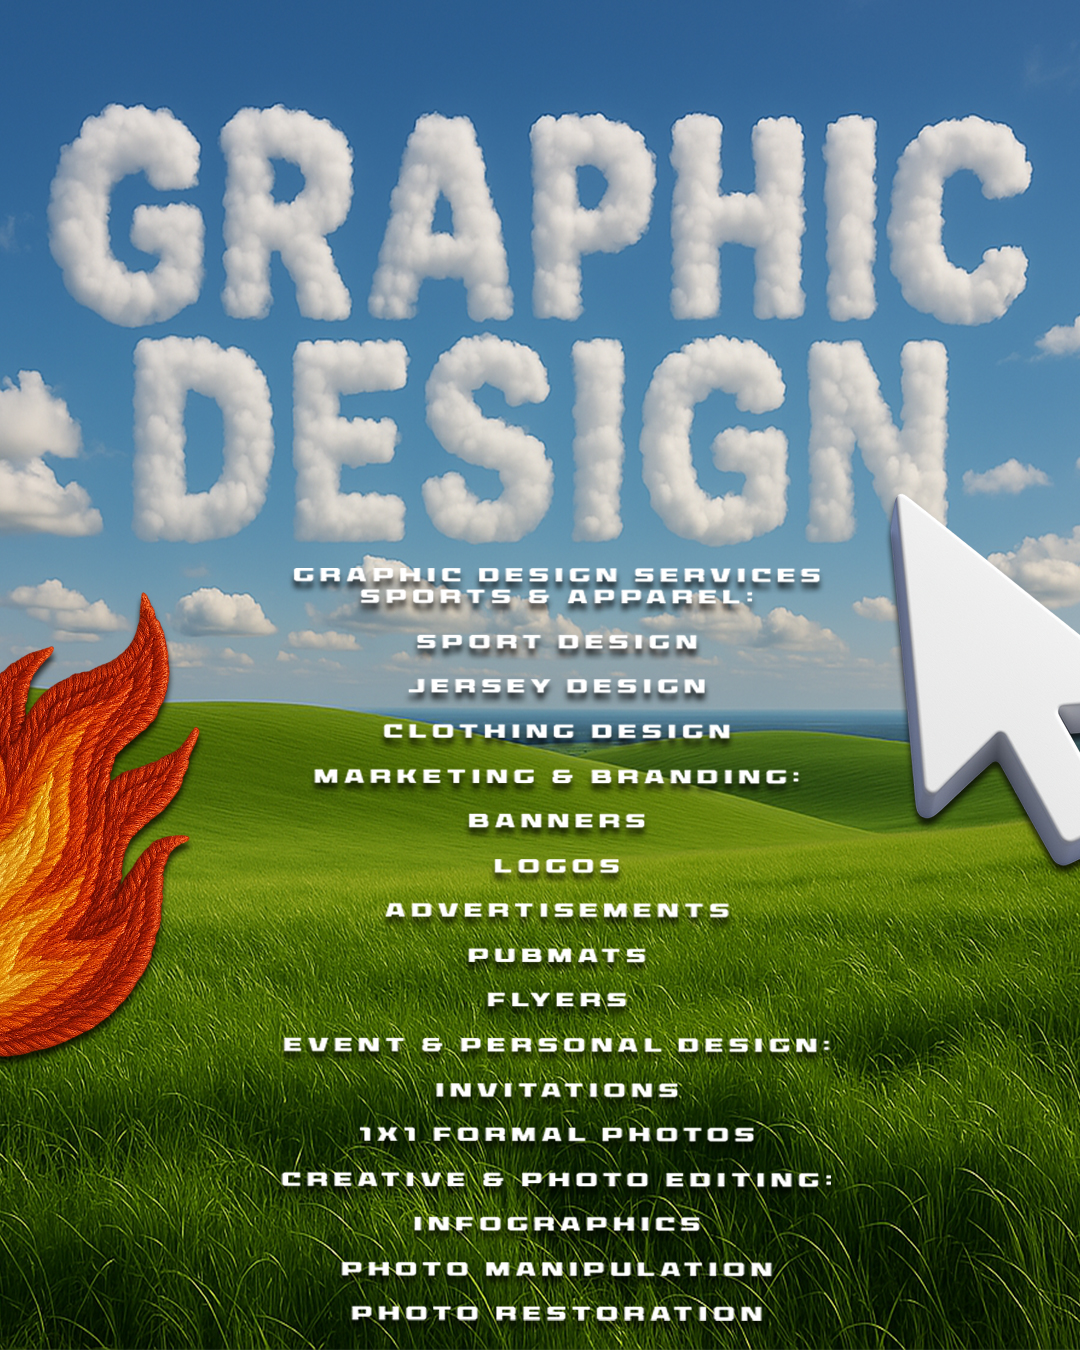 GRAPHIC
DESIGN
GRAPHIC DESIGN SERVICES
SPORTS & APPAREL:
SPORT DESIGN
JERSEY DESIGN
CLOTHING DESIGN
MARKETING & BRANDING:
BANNERS
LOGOS
ADVERTISEMENTS
PUBMATS
FLYERS
EVENT & PERSONAL DESIGN:
INVITATIONS
1X1 FORMAL PHOTOS
CREATIVE & PHOTO EDITING:
INFOGRAPHICS
PHOTO MANIPULATION
PHOTO RESTORATION